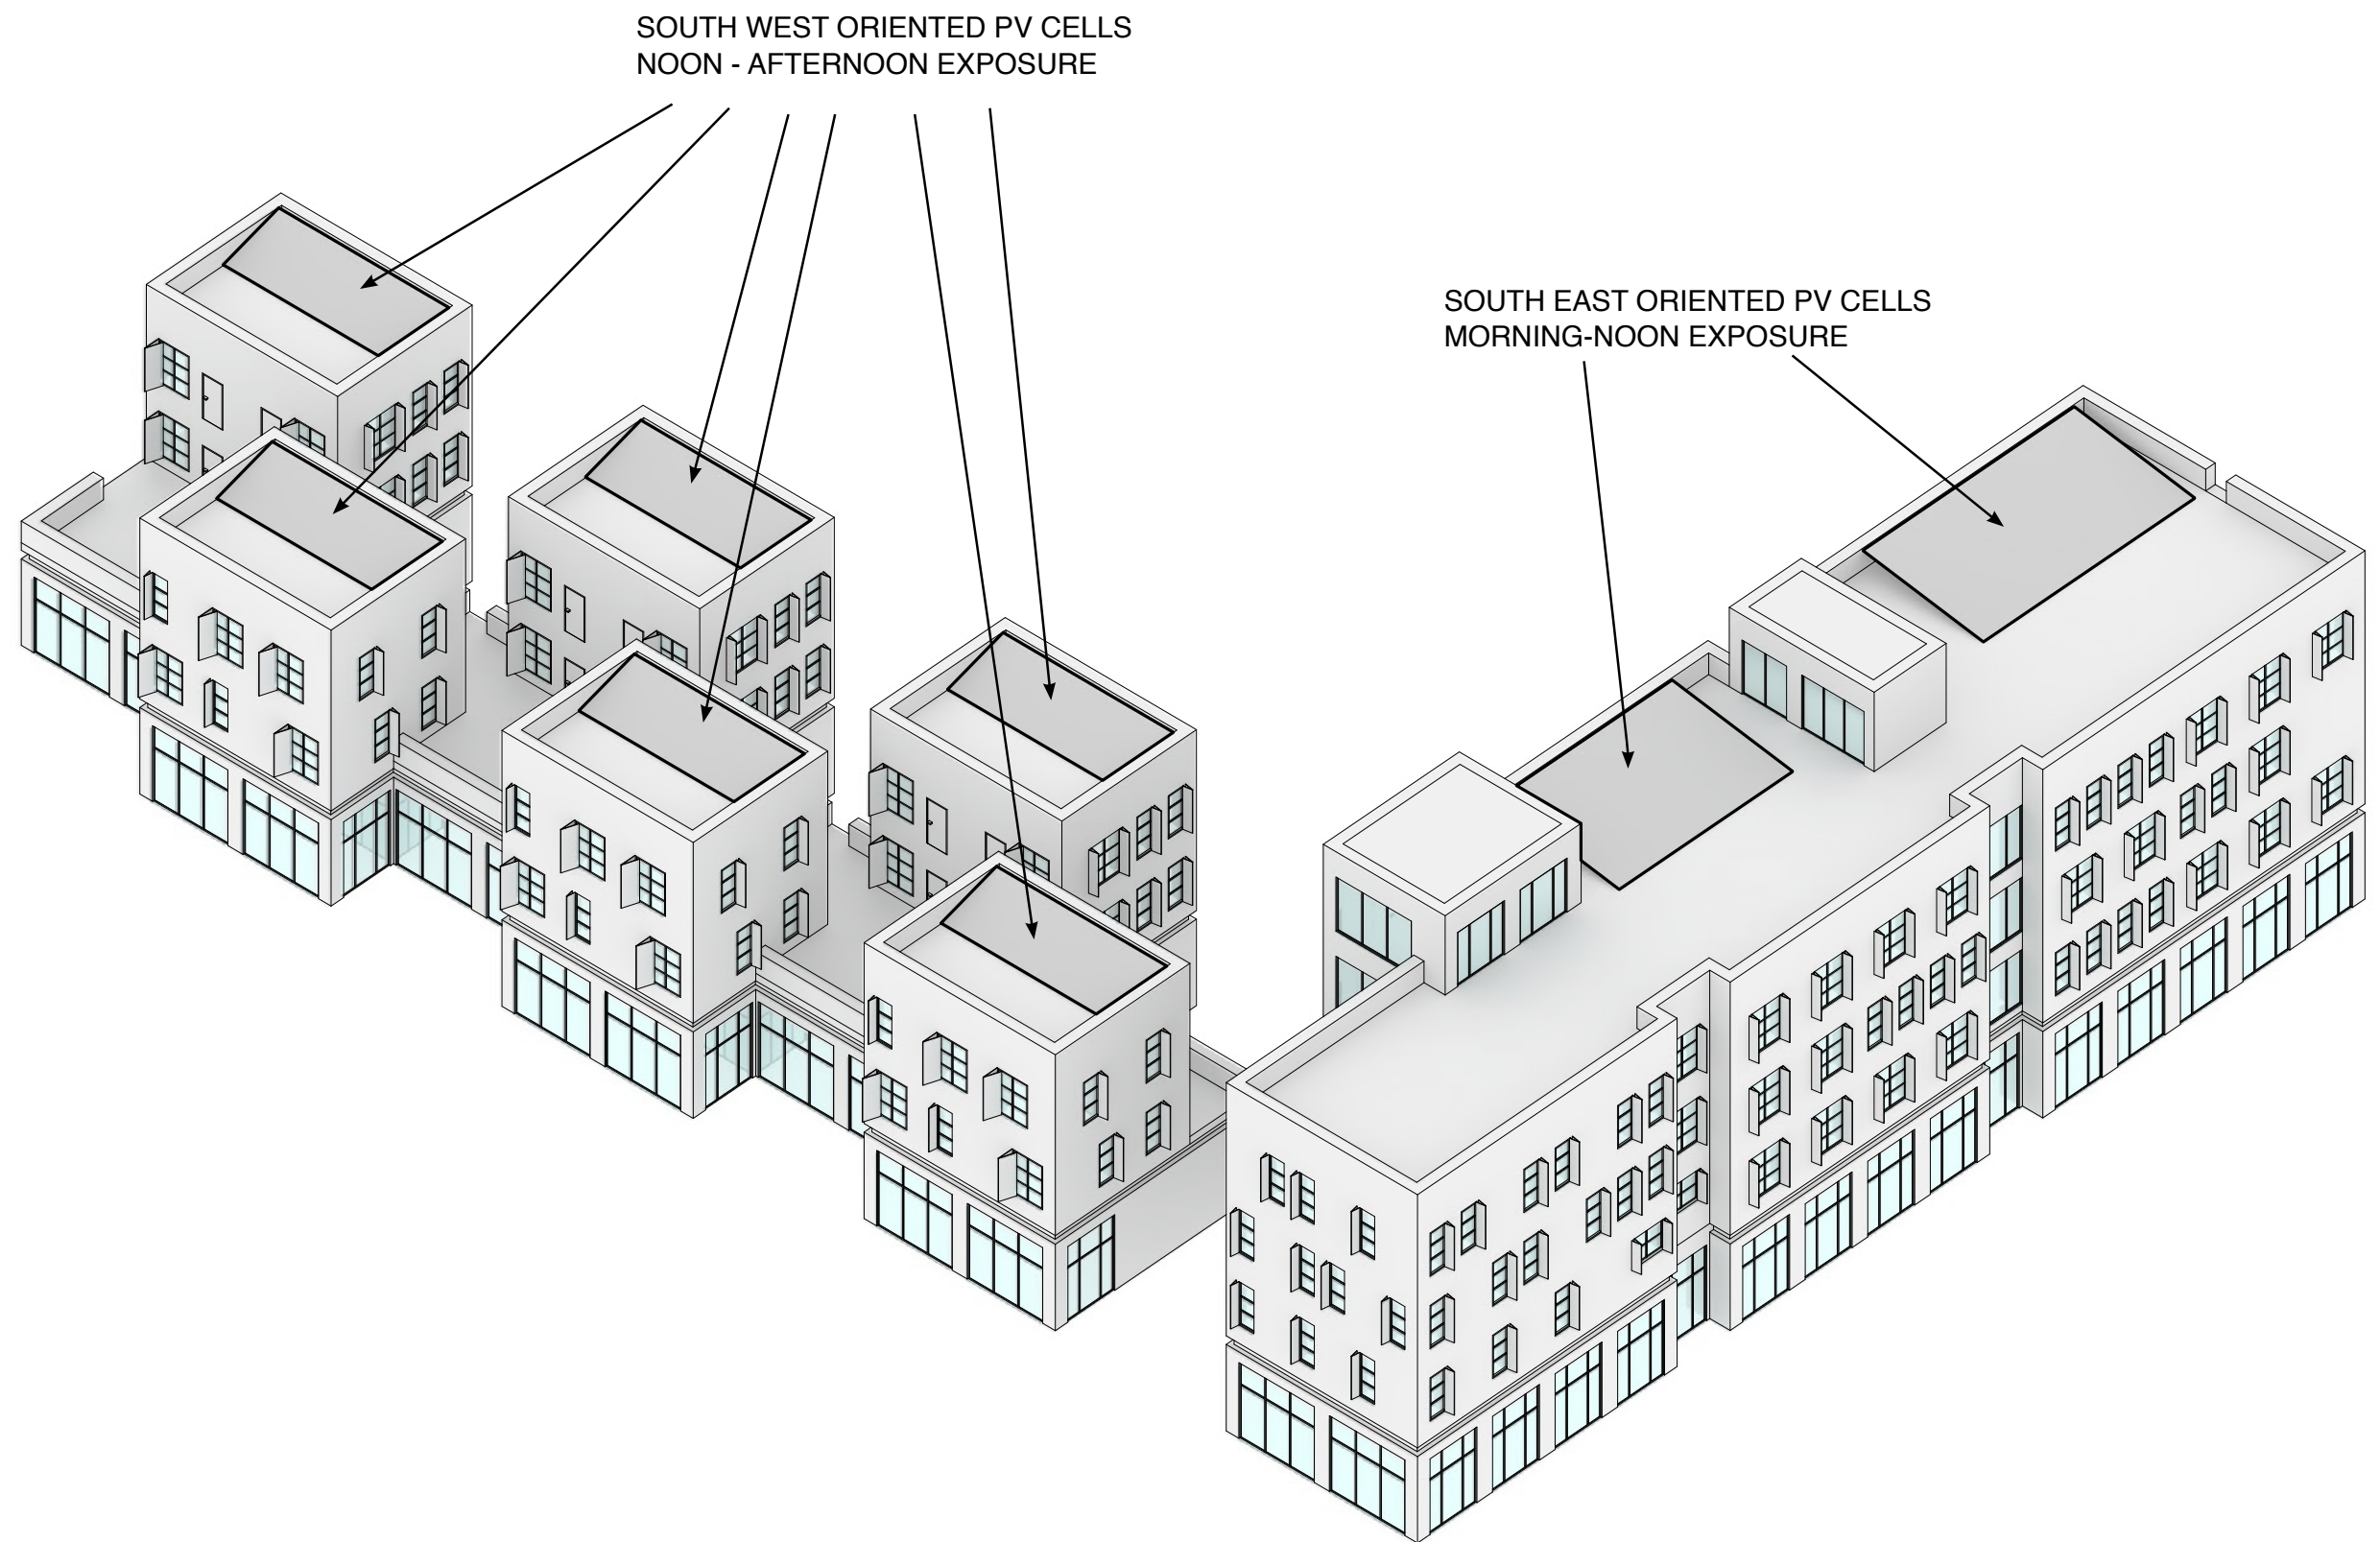 SOUTH WEST ORIENTED PV CELLS
NOON - AFTERNOON EXPOSURE
SOUTH EAST ORIENTED PV CELLS
MORNING-NOON EXPOSURE